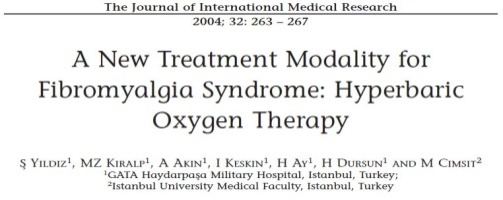 The Journal of International Medical Research
2004; 32: 263 – 267
A New Treatment Modality for
Fibromyalgia Syndrome: Hyperbaric
Oxygen Therapy
Ş YILDIZ¹, MZ KIRALP¹, A AKIN¹, I KESKIN¹, H AY¹, H DURSUN¹ AND M CIMSIT²
¹GATA Haydarpaşa Military Hospital, Istanbul, Turkey;
²Istanbul University Medical Faculty, Istanbul, Turkey